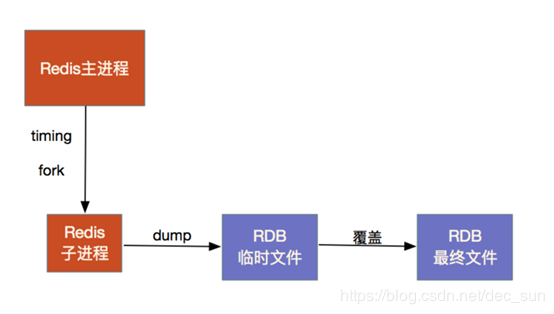 Redis主进程
timing
fork
Redis
子进程
dump
RDB
临时文件
覆盖
RDB
最终文件
https://blog.csdn.net/dec_sun